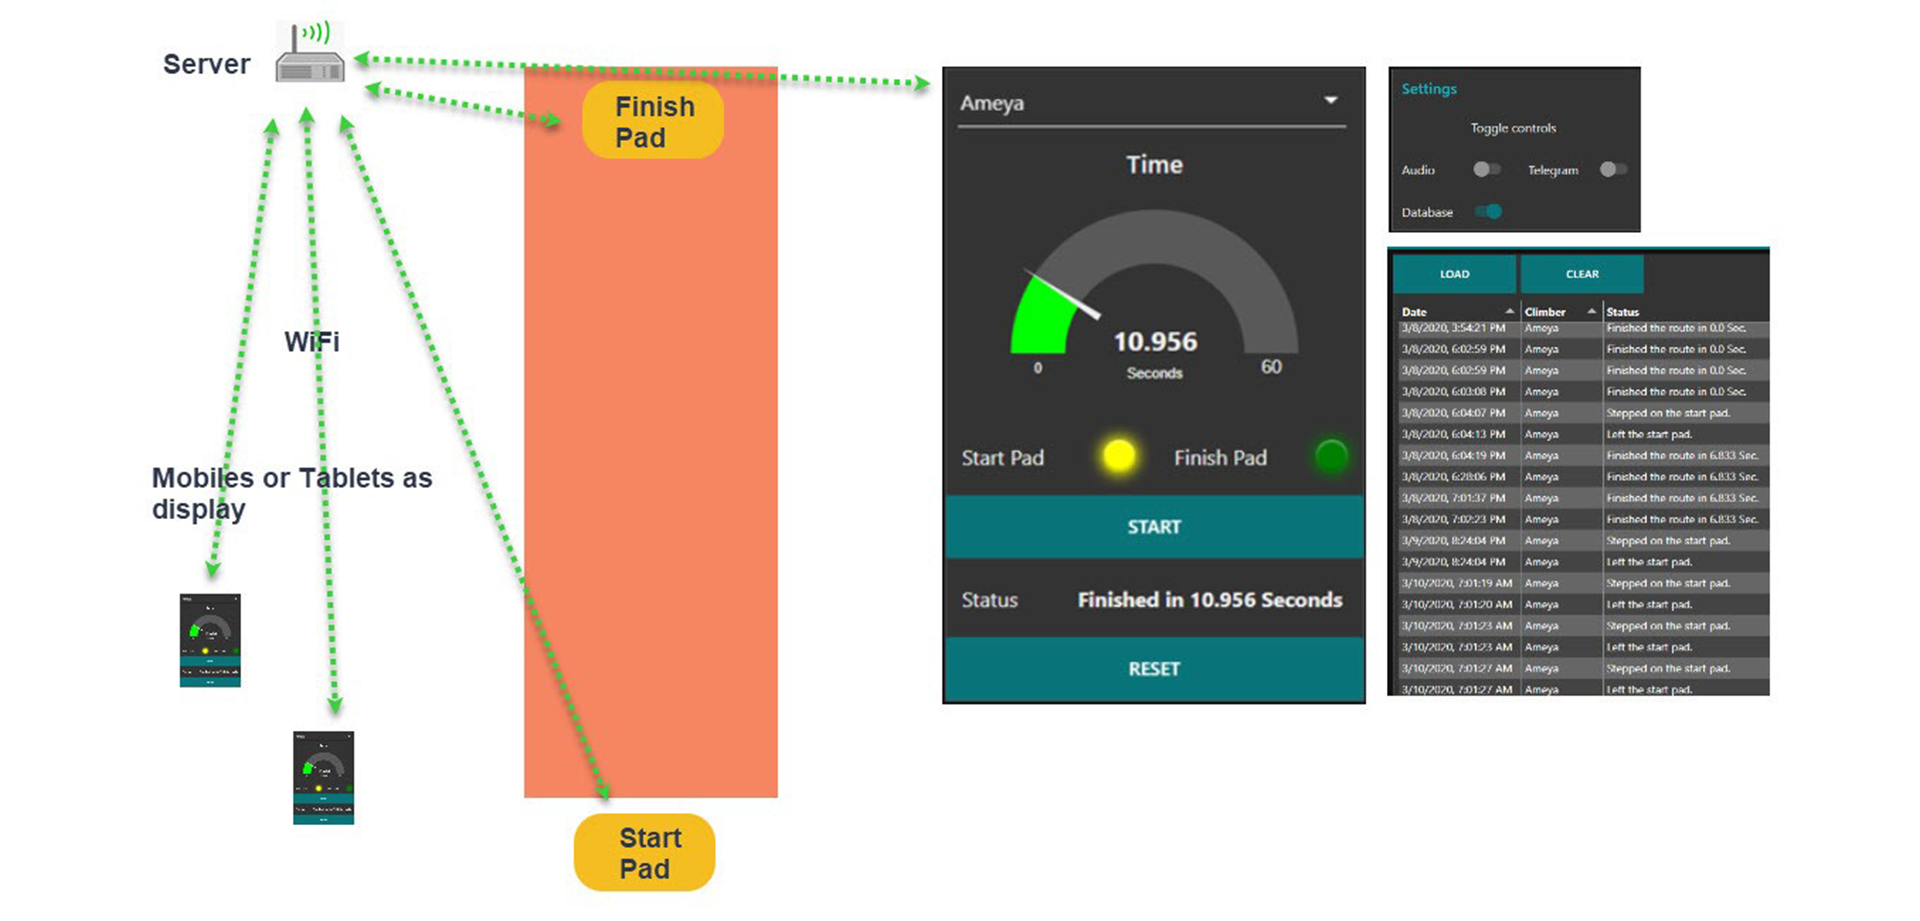 Server
Finish
Pad
WiFi
Mobiles or Tablets as
display
Start
Pad
Ameya
Time
10.956
Seconds
0
60
Start Pad
Finish Pad
START
Status
Finished in 10.956 Seconds
RESET
Settings
Toggle controls
Audio
Telegram
Database
LOAD
CLEAR
Date Climber Status
3/8/2020, 3:54:21 PM Ameya Finished the route in 0.0 Sec.
3/8/2020, 6:02:59 PM Ameya Finished the route in 0.0 Sec.
3/8/2020, 6:02:59 PM Ameya Finished the route in 0.0 Sec.
3/8/2020, 6:03:08 PM Ameya Finished the route in 0.0 Sec.
3/8/2020, 6:04:07 PM Ameya Stepped on the start pad.
3/8/2020, 6:04:13 PM Ameya Left the start pad.
3/8/2020, 6:04:19 PM Ameya Finished the route in 6.833 Sec.
3/8/2020, 6:28:06 PM Ameya Finished the route in 6.833 Sec.
3/8/2020, 7:01:37 PM Ameya Finished the route in 6.833 Sec.
3/8/2020, 7:02:23 PM Ameya Finished the route in 6.833 Sec.
3/9/2020, 8:24:04 PM Ameya Stepped on the start pad.
3/9/2020, 8:24:04 PM Ameya Left the start pad.
3/10/2020, 7:01:19 AM Ameya Stepped on the start pad.
3/10/2020, 7:01:20 AM Ameya Left the start pad.
3/10/2020, 7:01:23 AM Ameya Stepped on the start pad.
3/10/2020, 7:01:23 AM Ameya Left the start pad.
3/10/2020, 7:01:27 AM Ameya Stepped on the start pad.
3/10/2020, 7:01:27 AM Ameya Left the start pad.